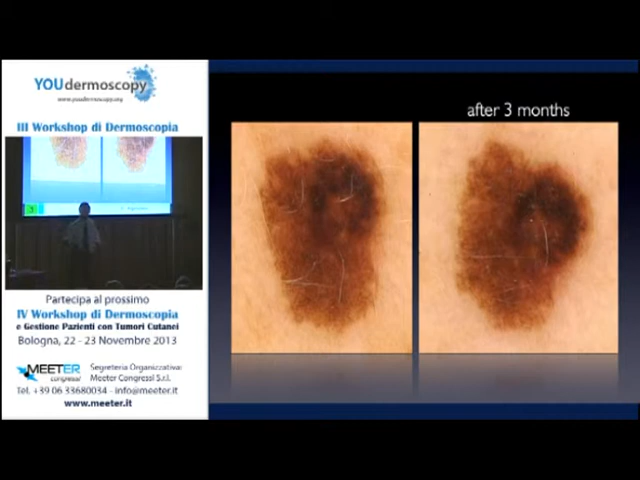 YOUdermoscopy
www.youdermoscopy.org
III Workshop di Dermoscopia
Partecipa al prossimo
IV Workshop di Dermoscopia
e Gestione Pazienti con Tumori Cutanei
Bologna, 22 - 23 Novembre 2013
MEETER
congressi
Segreteria Organizzativa:
Meeter Congressi S.r.l.
Tel. +39 06 33680034 - info@meeter.it
www.meeter.it
after 3 months